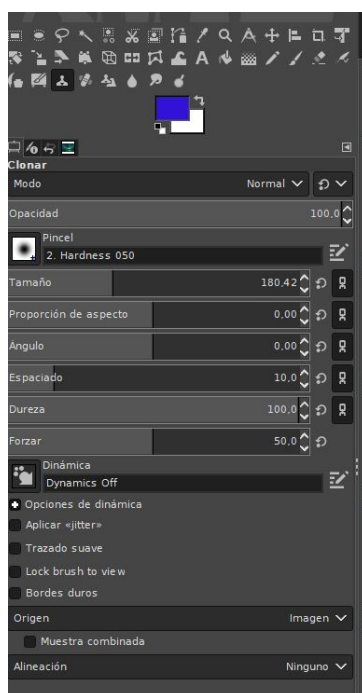 Clonar
Modo Normal
Opacidad 100,0
Pincel
2. Hardness 050
Tamaño 180,42
Proporción de aspecto 0,00
Ángulo 0,00
Espaciado 10,0
Dureza 100,0
Forzar 50,0
Dinámica
Dynamics Off
Opciones de dinámica
Aplicar «jitter»
Trazado suave
Lock brush to view
Bordes duros
Origen Imagen
Muestra combinada
Alineación Ninguno